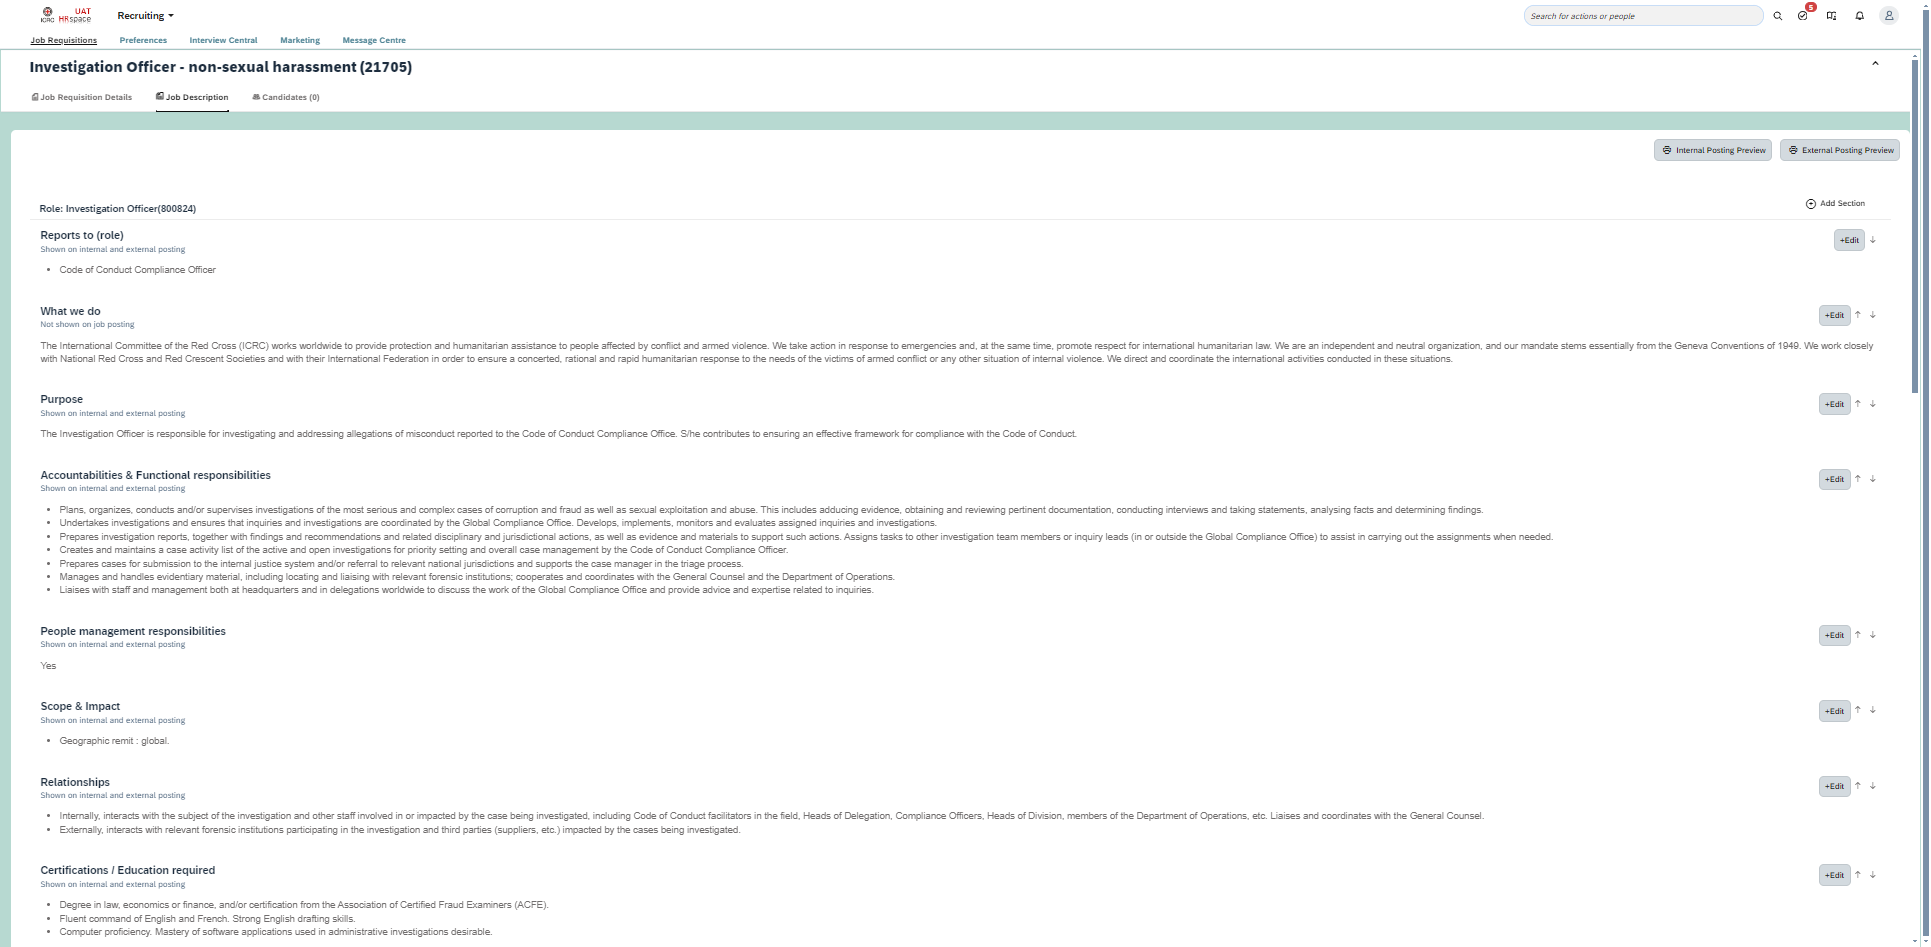 ICRC
UAT
HRspace
Recruiting
Search for actions or people
5
Job Requisitions
Preferences
Interview Central
Marketing
Message Centre
Investigation Officer - non-sexual harassment (21705)
Job Requisition Details
Job Description
Candidates (0)
Internal Posting Preview
External Posting Preview
Role: Investigation Officer(800824)
Add Section
Reports to (role)
Shown on internal and external posting
+Edit
• Code of Conduct Compliance Officer
What we do
Not shown on job posting
+Edit
The International Committee of the Red Cross (ICRC) works worldwide to provide protection and humanitarian assistance to people affected by conflict and armed violence. We take action in response to emergencies and, at the same time, promote respect for international humanitarian law. We are an independent and neutral organization, and our mandate stems essentially from the Geneva Conventions of 1949. We work closely
with National Red Cross and Red Crescent Societies and with their International Federation in order to ensure a concerted, rational and rapid humanitarian response to the needs of the victims of armed conflict or any other situation of internal violence. We direct and coordinate the international activities conducted in these situations.
Purpose
Shown on internal and external posting
+Edit
The Investigation Officer is responsible for investigating and addressing allegations of misconduct reported to the Code of Conduct Compliance Office. S/he contributes to ensuring an effective framework for compliance with the Code of Conduct.
Accountabilities & Functional responsibilities
Shown on internal and external posting
+Edit
• Plans, organizes, conducts and/or supervises investigations of the most serious and complex cases of corruption and fraud as well as sexual exploitation and abuse. This includes adducing evidence, obtaining and reviewing pertinent documentation, conducting interviews and taking statements, analysing facts and determining findings.
• Undertakes investigations and ensures that inquiries and investigations are coordinated by the Global Compliance Office. Develops, implements, monitors and evaluates assigned inquiries and investigations.
• Prepares investigation reports, together with findings and recommendations and related disciplinary and jurisdictional actions, as well as evidence and materials to support such actions. Assigns tasks to other investigation team members or inquiry leads (in or outside the Global Compliance Office) to assist in carrying out the assignments when needed.
• Creates and maintains a case activity list of the active and open investigations for priority setting and overall case management by the Code of Conduct Compliance Officer.
• Prepares cases for submission to the internal justice system and/or referral to relevant national jurisdictions and supports the case manager in the triage process.
• Manages and handles evidentiary material, including locating and liaising with relevant forensic institutions; cooperates and coordinates with the General Counsel and the Department of Operations.
• Liaises with staff and management both at headquarters and in delegations worldwide to discuss the work of the Global Compliance Office and provide advice and expertise related to inquiries.
People management responsibilities
Shown on internal and external posting
+Edit
Yes
Scope & Impact
Shown on internal and external posting
+Edit
• Geographic remit : global.
Relationships
Shown on internal and external posting
+Edit
• Internally, interacts with the subject of the investigation and other staff involved in or impacted by the case being investigated, including Code of Conduct facilitators in the field, Heads of Delegation, Compliance Officers, Heads of Division, members of the Department of Operations, etc. Liaises and coordinates with the General Counsel.
• Externally, interacts with relevant forensic institutions participating in the investigation and third parties (suppliers, etc.) impacted by the cases being investigated.
Certifications / Education required
Shown on internal and external posting
+Edit
• Degree in law, economics or finance, and/or certification from the Association of Certified Fraud Examiners (ACFE).
• Fluent command of English and French. Strong English drafting skills.
• Computer proficiency. Mastery of software applications used in administrative investigations desirable.